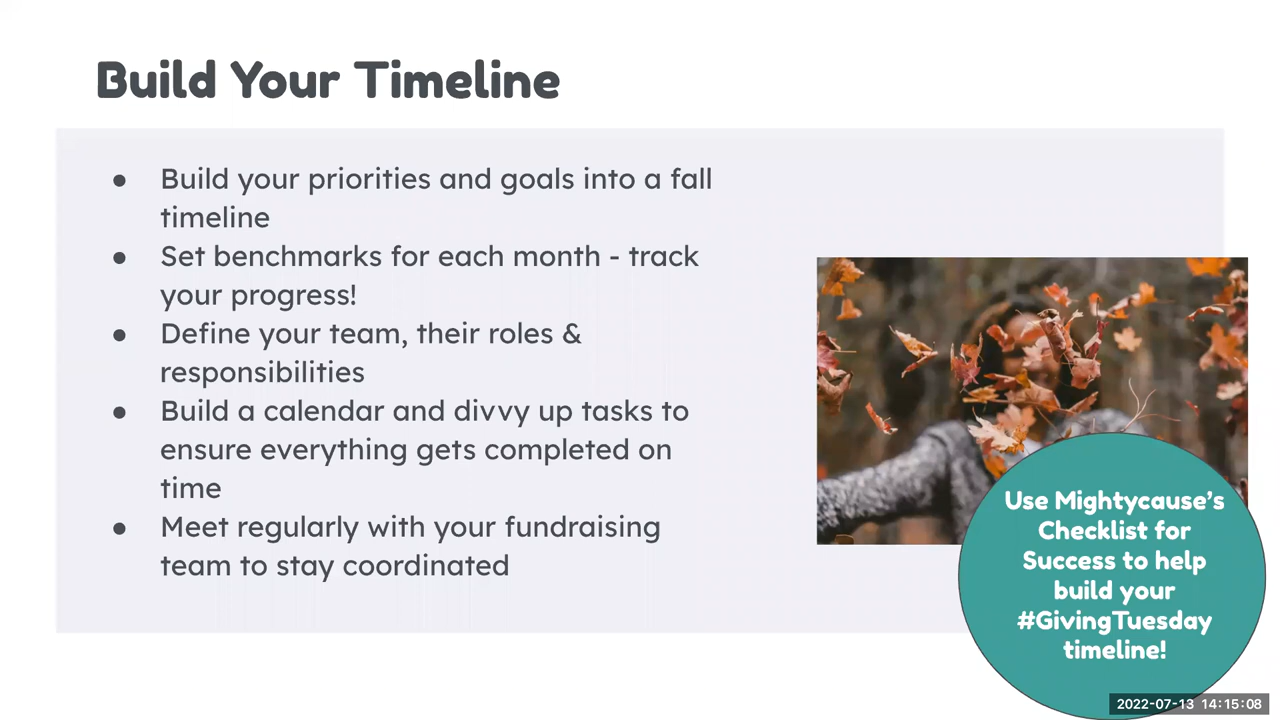 Build Your Timeline
● Build your priorities and goals into a fall
timeline
● Set benchmarks for each month - track
your progress!
● Define your team, their roles &
responsibilities
● Build a calendar and divvy up tasks to
ensure everything gets completed on
time
● Meet regularly with your fundraising
team to stay coordinated
Use Mightycause’s
Checklist for
Success to help
build your
#GivingTuesday
timeline!
2022-07-13 14:15:08